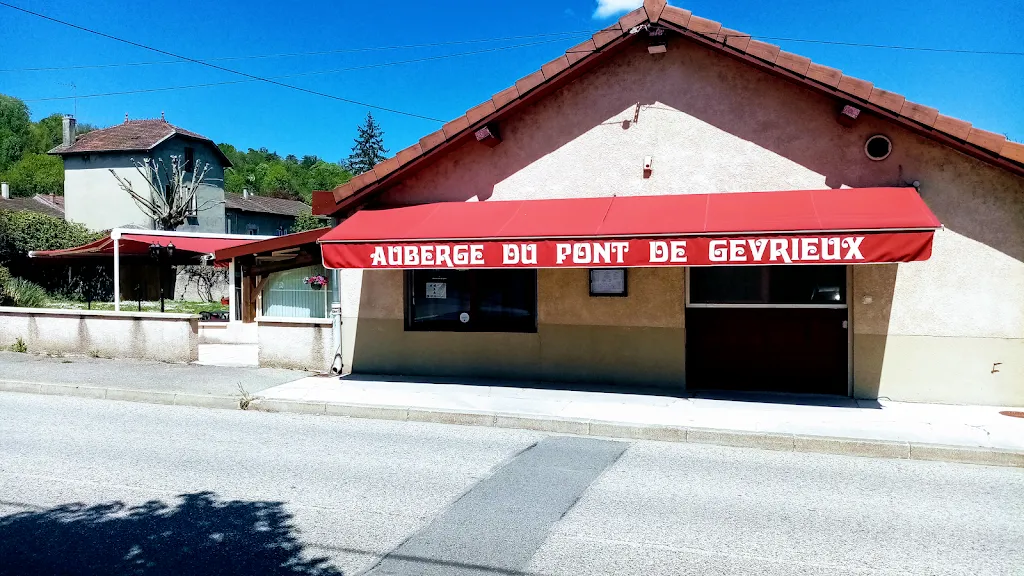 AUBERGE DU PONT DE GEVRIEUX